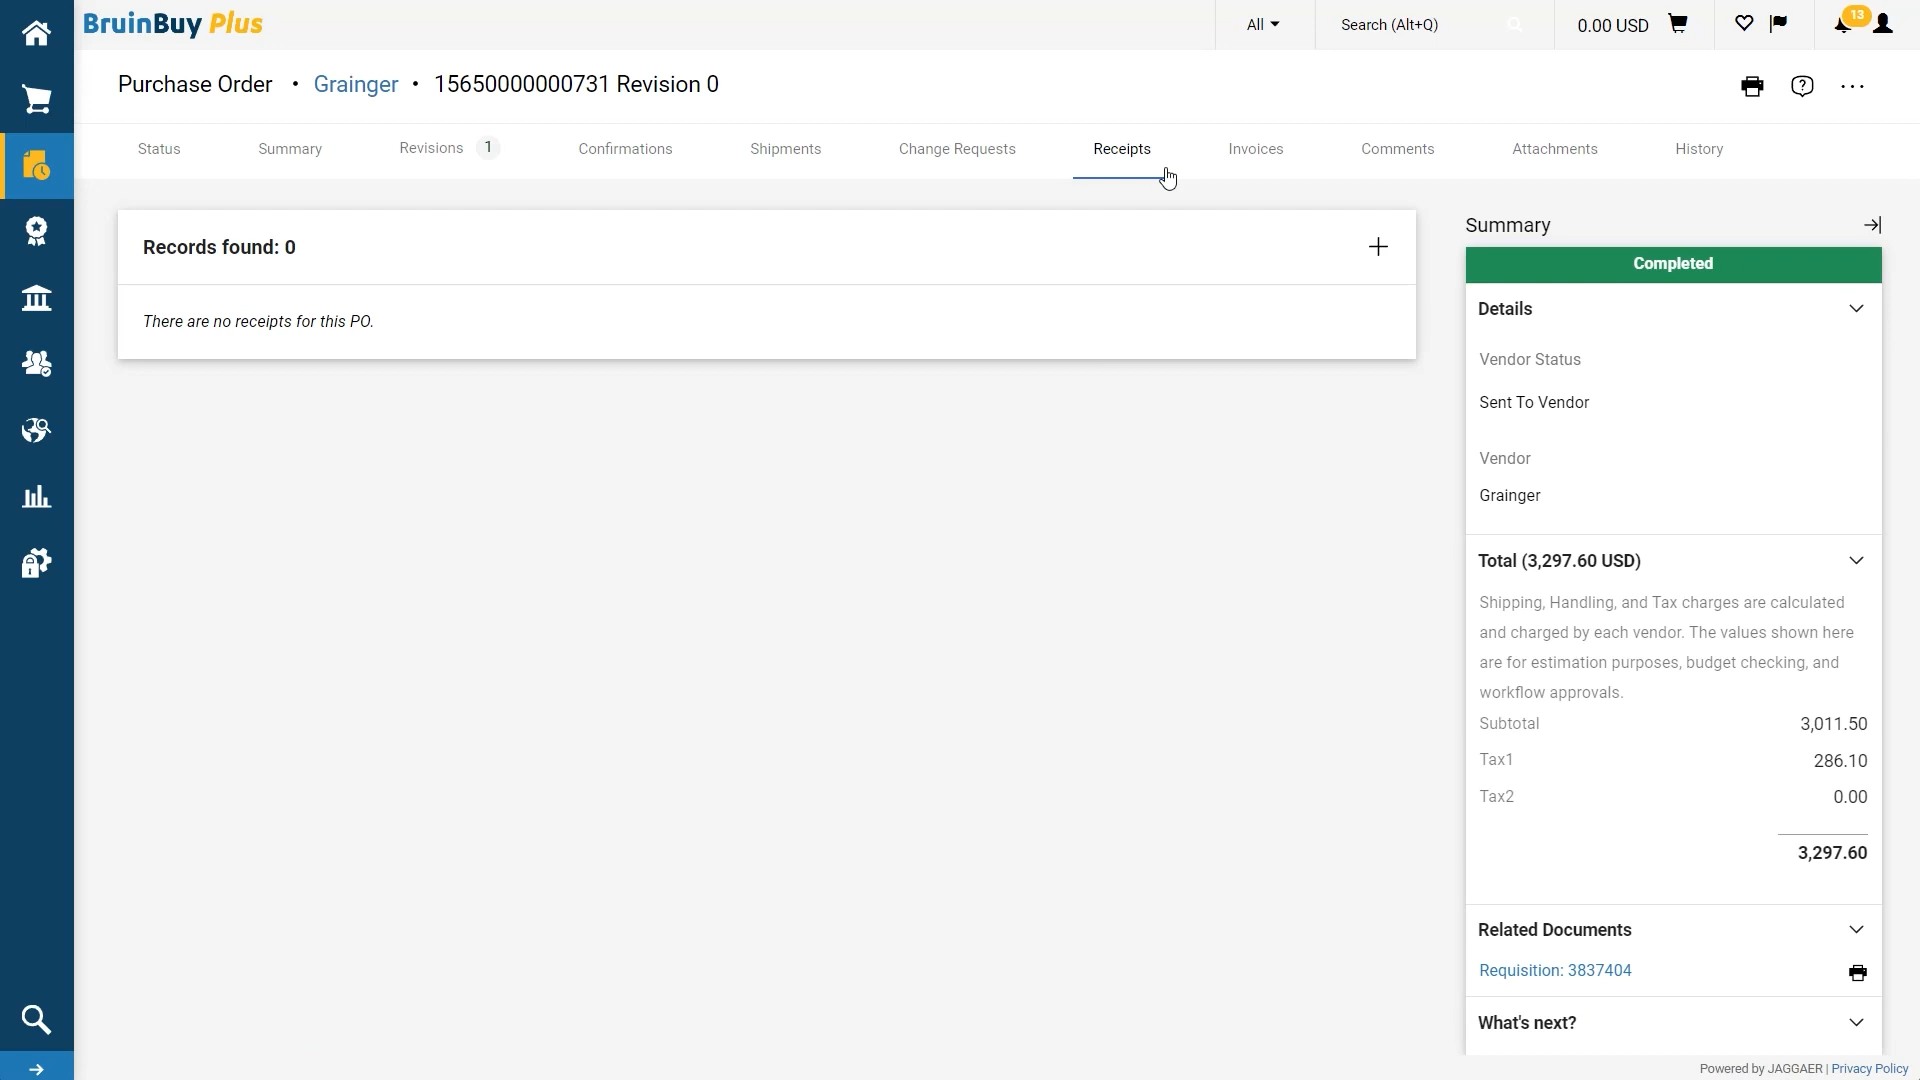 BruinBuy Plus
All
Search (Alt+Q)
0.00 USD
13
Purchase Order • Grainger • 15650000000731 Revision 0
Status
Summary
Revisions 1
Confirmations
Shipments
Change Requests
Receipts
Invoices
Comments
Attachments
History
Records found: 0
There are no receipts for this PO.
Summary
Completed
Details
Vendor Status
Sent To Vendor
Vendor
Grainger
Total (3,297.60 USD)
Shipping, Handling, and Tax charges are calculated
and charged by each vendor. The values shown here
are for estimation purposes, budget checking, and
workflow approvals.
Subtotal 3,011.50
Tax1 286.10
Tax2 0.00
3,297.60
Related Documents
Requisition: 3837404
What's next?
Powered by JAGGAER | Privacy Policy